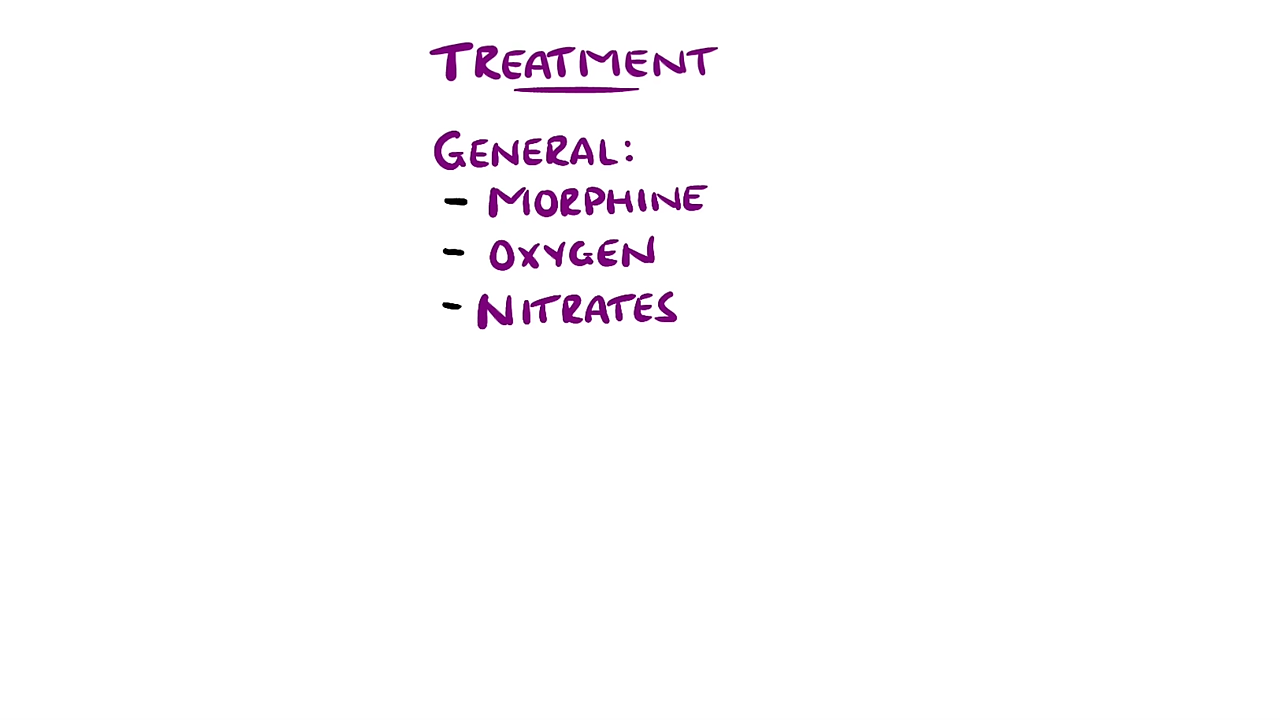 TREATMENT
GENERAL:
- MORPHINE
- OXYGEN
- NITRATES